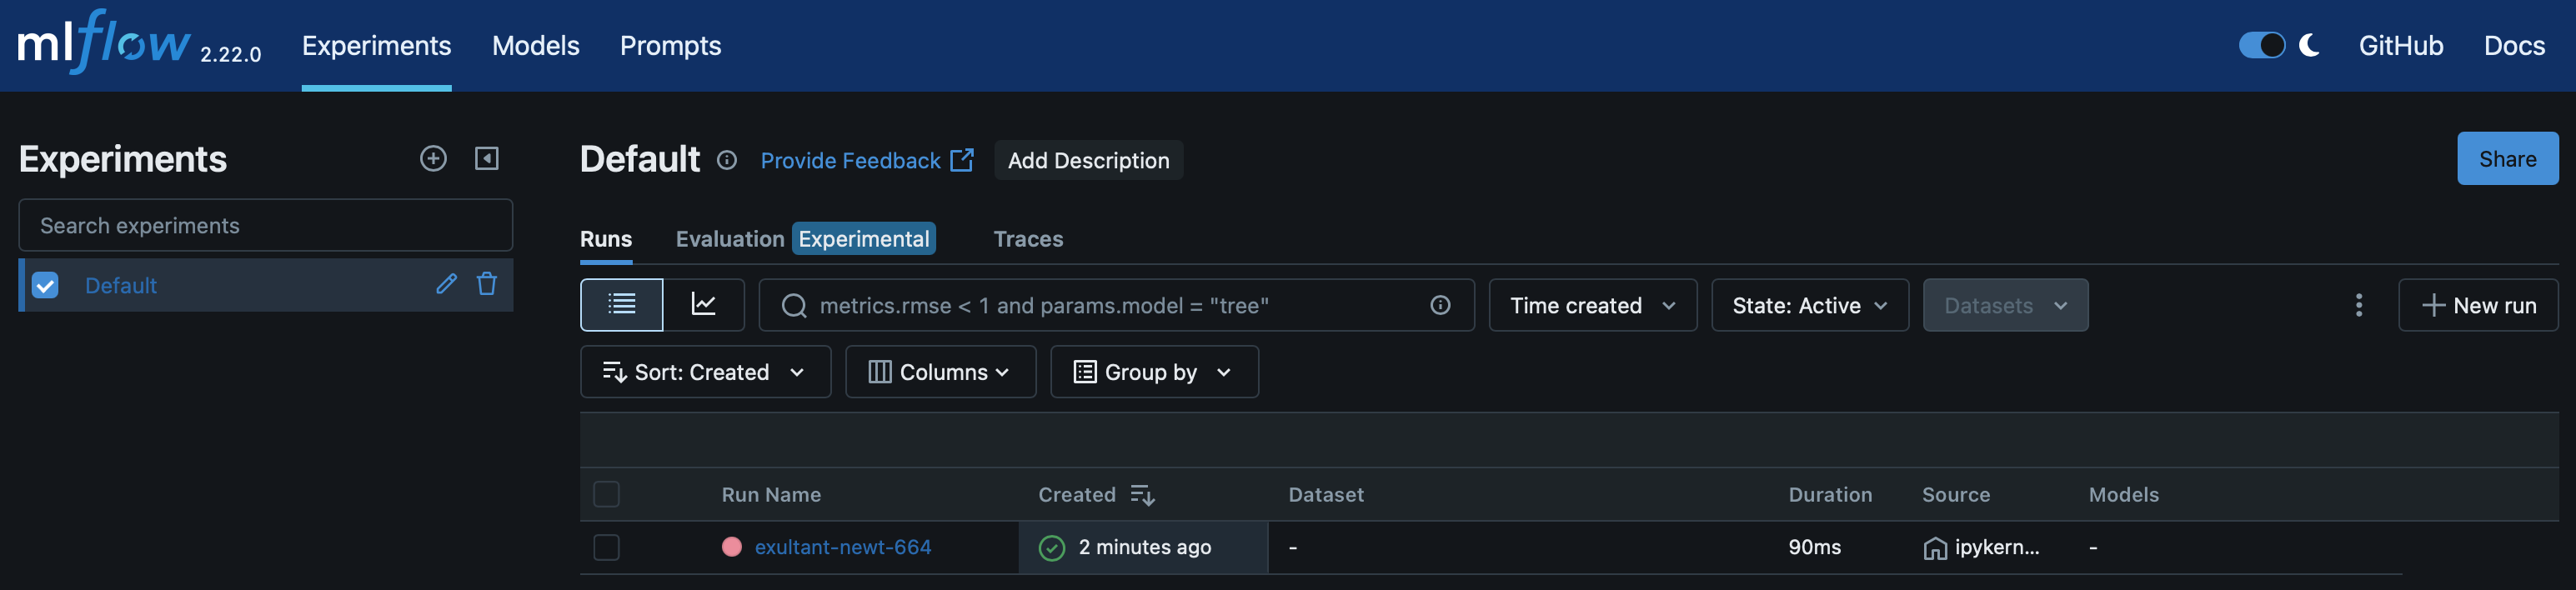 mlflow 2.22.0 Experiments Models Prompts GitHub Docs
Experiments
Search experiments
Default
Default Provide Feedback Add Description Share
Runs Evaluation Experimental Traces
metrics.rmse < 1 and params.model = "tree" Time created State: Active Datasets New run
Sort: Created Columns Group by
Run Name Created Dataset Duration Source Models
exultant-newt-664 2 minutes ago - 90ms ipykern... -